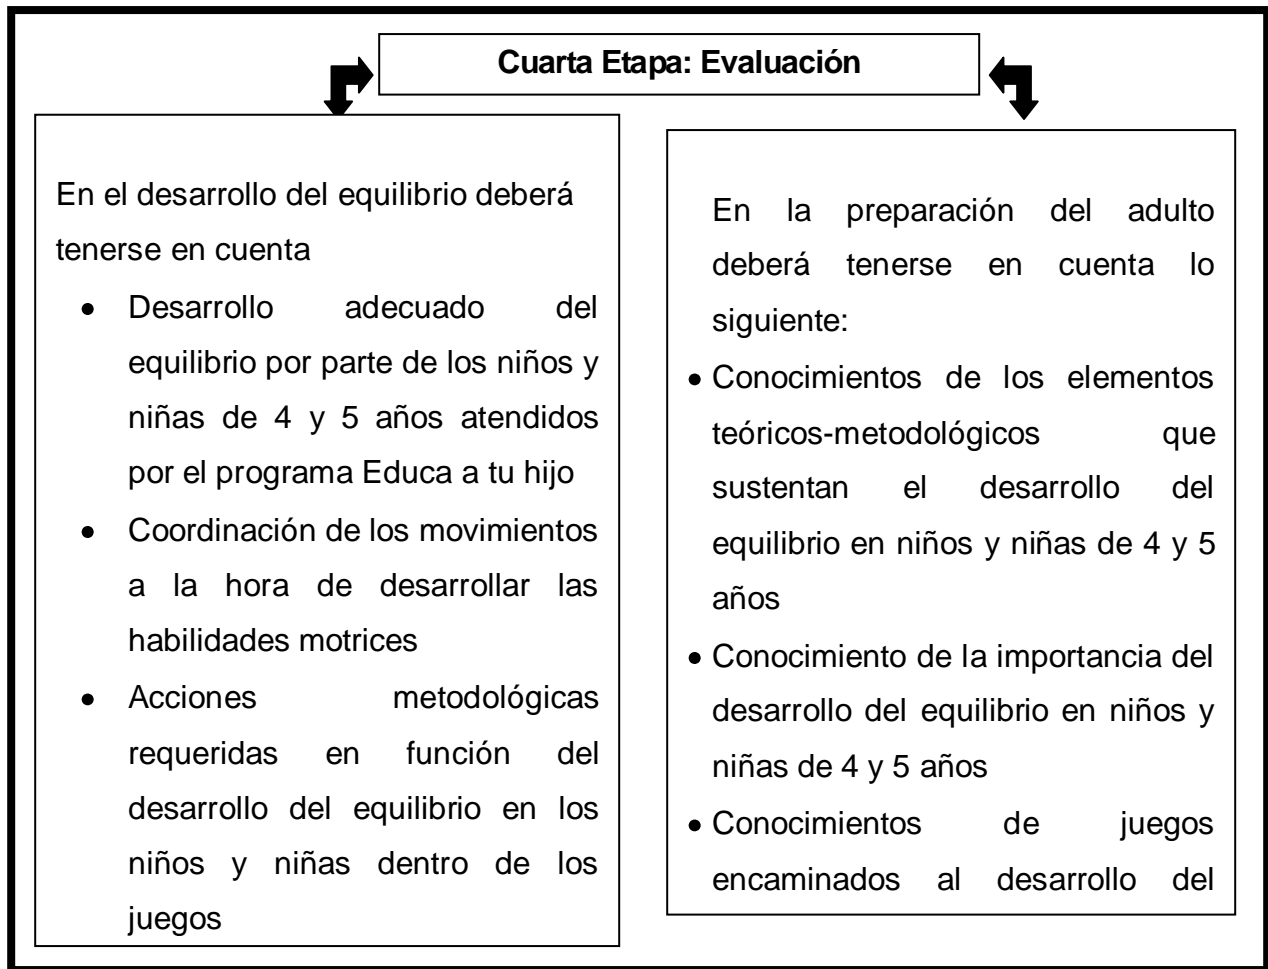 Cuarta Etapa: Evaluación
En el desarrollo del equilibrio deberá
tenerse en cuenta
• Desarrollo adecuado del
equilibrio por parte de los niños y
niñas de 4 y 5 años atendidos
por el programa Educa a tu hijo
• Coordinación de los movimientos
a la hora de desarrollar las
habilidades motrices
• Acciones metodológicas
requeridas en función del
desarrollo del equilibrio en los
niños y niñas dentro de los
juegos
En la preparación del adulto
deberá tenerse en cuenta lo
siguiente:
• Conocimientos de los elementos
teóricos-metodológicos que
sustentan el desarrollo del
equilibrio en niños y niñas de 4 y 5
años
• Conocimiento de la importancia del
desarrollo del equilibrio en niños y
niñas de 4 y 5 años
• Conocimientos de juegos
encaminados al desarrollo del